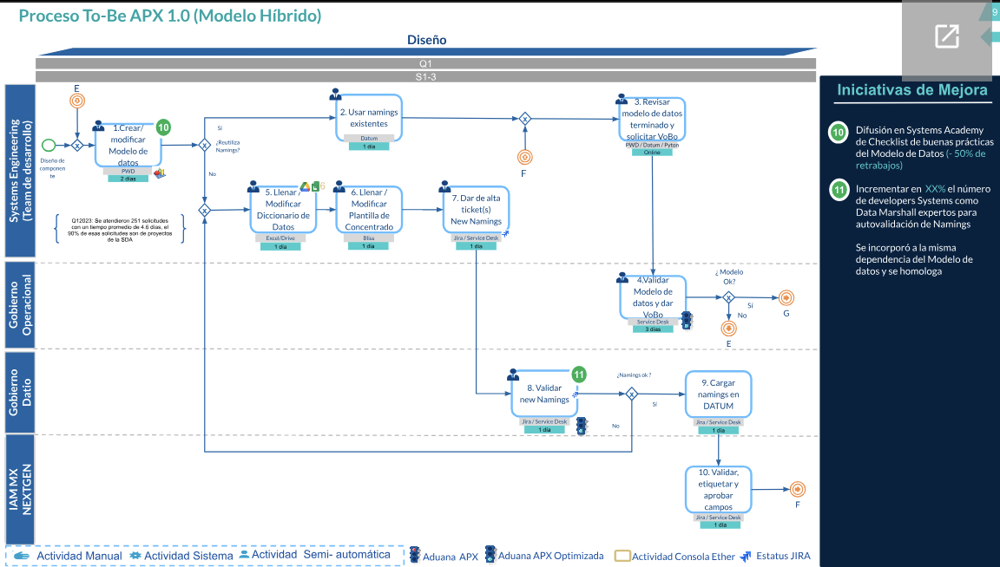 Proceso To-Be APX 1.0 (Modelo Híbrido)
9
Diseño
Q1
S1-3
Systems Engineering
(Team de desarrollo)
E
Diseño de
componen
te
1.Crear/
modificar
Modelo de
datos
PWD
2 días
10
Sí
¿Reutiliza
Namings?
No
2. Usar namings
existentes
Datum
1 día
F
3. Revisar
modelo de datos
terminado y
solicitar VoBo
PWD / Datum / Pyton
Online
Q12023: Se atendieron 251 solicitudes
con un tiempo promedio de 4.6 días, el
90% de esas solicitudes son de proyectos
de la SDA
5. Llenar /
Modificar
Diccionario de
Datos
Excel/Drive
1 día
6
6. Llenar /
Modificar
Plantilla de
Concentrado
Bliss
1 día
7. Dar de alta
ticket(s)
New Namings
Jira / Service Desk
1 día
Gobierno
Operacional
4.Validar
Modelo de
datos y dar
VoBo
Service Desk
3 días
¿ Modelo
Ok?
Sí
No
G
E
Gobierno
Datio
8. Validar
new Namings
Jira / Service Desk
1 día
11
¿Namings ok ?
Sí
No
9. Cargar
namings en
DATUM
Jira / Service Desk
1 día
IAM MX
NEXTGEN
10. Validar,
etiquetar y
aprobar
campos
Jira / Service Desk
1 día
F
Actividad Manual
Actividad Sistema
Actividad Semi- automática
Aduana APX
Aduana APX Optimizada
Actividad Consola Ether
Estatus JIRA
Iniciativas de Mejora
10
Difusión en Systems Academy
de Checklist de buenas prácticas
del Modelo de Datos (- 50% de
retrabajos)
11
Incrementar en XX% el número
de developers Systems como
Data Marshall expertos para
autovalidación de Namings
Se incorporó a la misma
dependencia del Modelo de
datos y se homologa